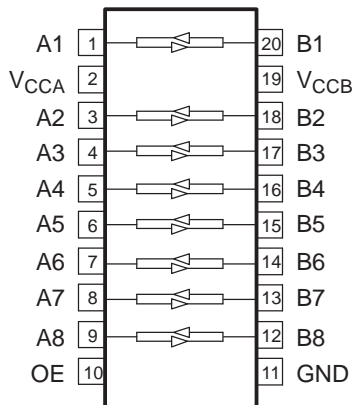 A1 1 20 B1
VCCA 2 19 VCCB
A2 3 18 B2
A3 4 17 B3
A4 5 16 B4
A5 6 15 B5
A6 7 14 B6
A7 8 13 B7
A8 9 12 B8
OE 10 11 GND